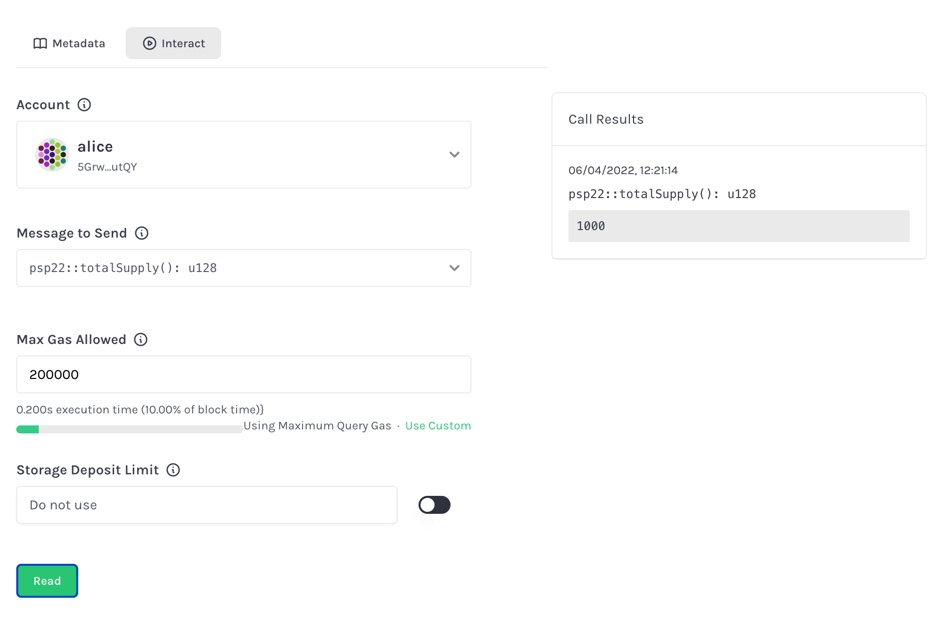 Metadata
Interact
Account
alice
5Grw...utQY
Message to Send
psp22::totalSupply(): u128
Max Gas Allowed
200000
0.200s execution time (10.00% of block time)}
Using Maximum Query Gas · Use Custom
Storage Deposit Limit
Do not use
Read
Call Results
06/04/2022, 12:21:14
psp22::totalSupply(): u128
1000